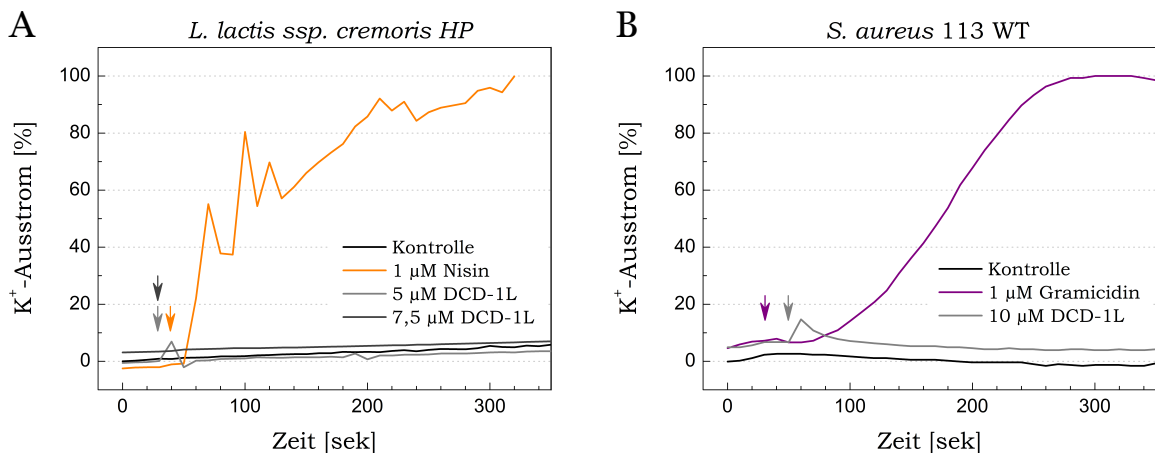 A
L. lactis ssp. cremoris HP
K+-Ausstrom [%]
100
80
60
40
20
0
Kontrolle
1 µM Nisin
5 µM DCD-1L
7,5 µM DCD-1L
0
100
200
300
Zeit [sek]
B
S. aureus 113 WT
K+-Ausstrom [%]
100
80
60
40
20
0
Kontrolle
1 µM Gramicidin
10 µM DCD-1L
0
100
200
300
Zeit [sek]